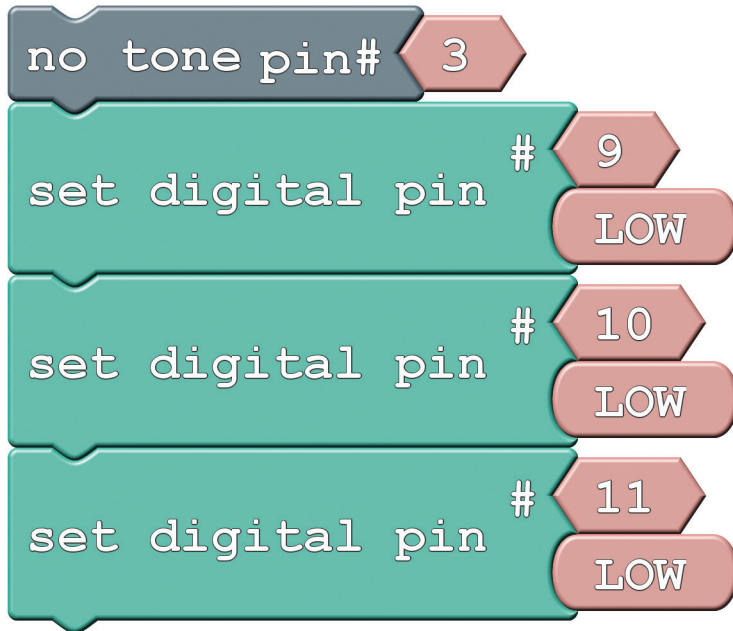 no tone pin# 3
# 9
set digital pin
LOW
# 10
set digital pin
LOW
# 11
set digital pin
LOW